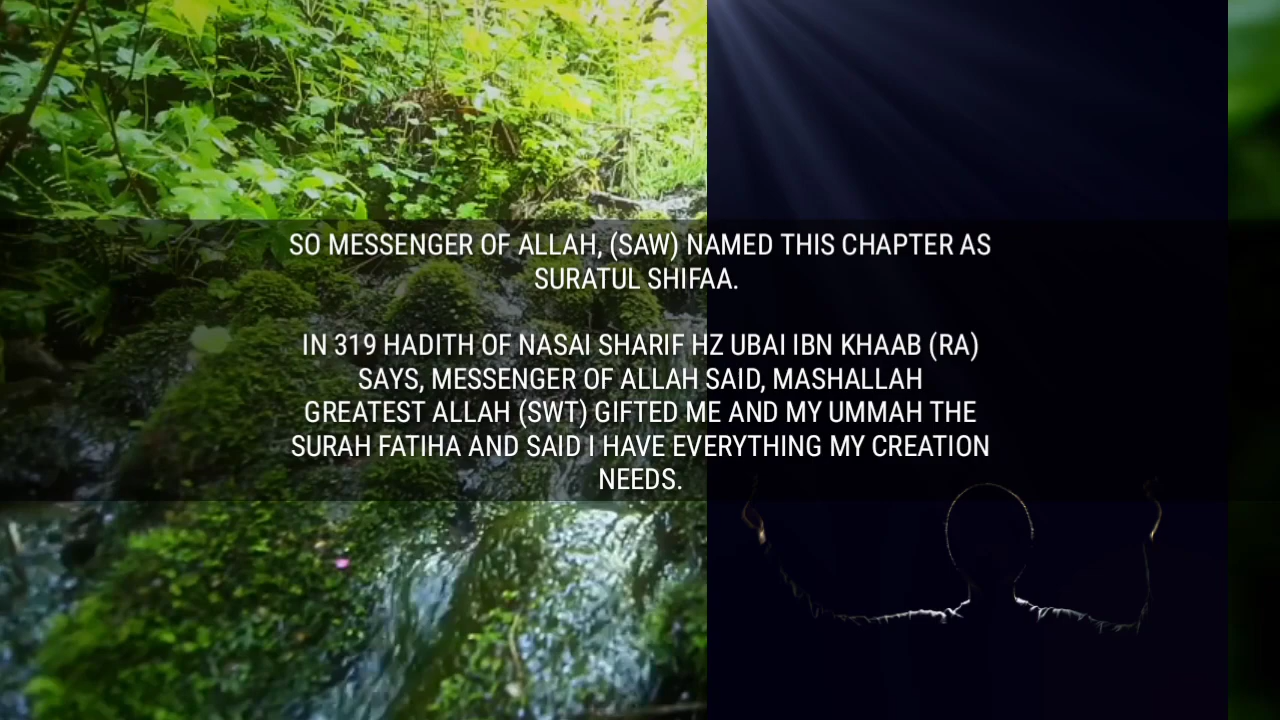 SO MESSENGER OF ALLAH, (SAW) NAMED THIS CHAPTER AS
SURATUL SHIFAA.
IN 319 HADITH OF NASAI SHARIF HZ UBAI IBN KHAAB (RA)
SAYS, MESSENGER OF ALLAH SAID, MASHALLAH
GREATEST ALLAH (SWT) GIFTED ME AND MY UMMAH THE
SURAH FATIHA AND SAID I HAVE EVERYTHING MY CREATION
NEEDS.